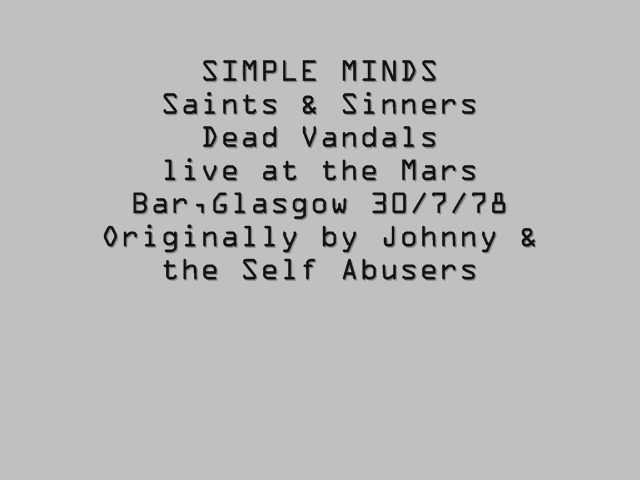 SIMPLE MINDS
Saints & Sinners
Dead Vandals
live at the Mars
Bar,Glasgow 30/7/78
Originally by Johnny &
the Self Abusers